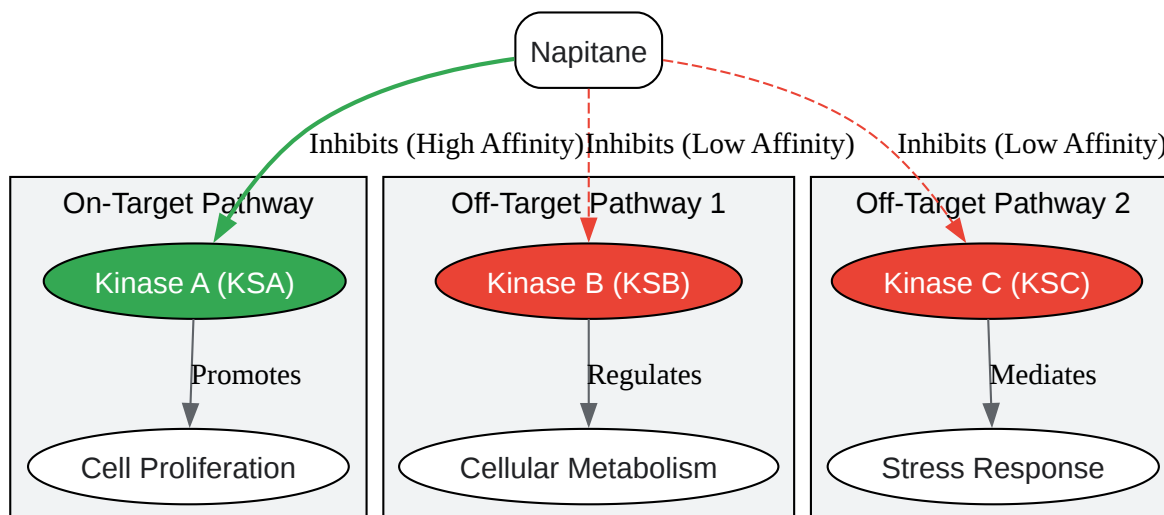 Napitane
Inhibits (High Affinity)
Inhibits (Low Affinity)
Inhibits (Low Affinity)
On-Target Pathway
Off-Target Pathway 1
Off-Target Pathway 2
Kinase A (KSA)
Kinase B (KSB)
Kinase C (KSC)
Promotes
Regulates
Mediates
Cell Proliferation
Cellular Metabolism
Stress Response